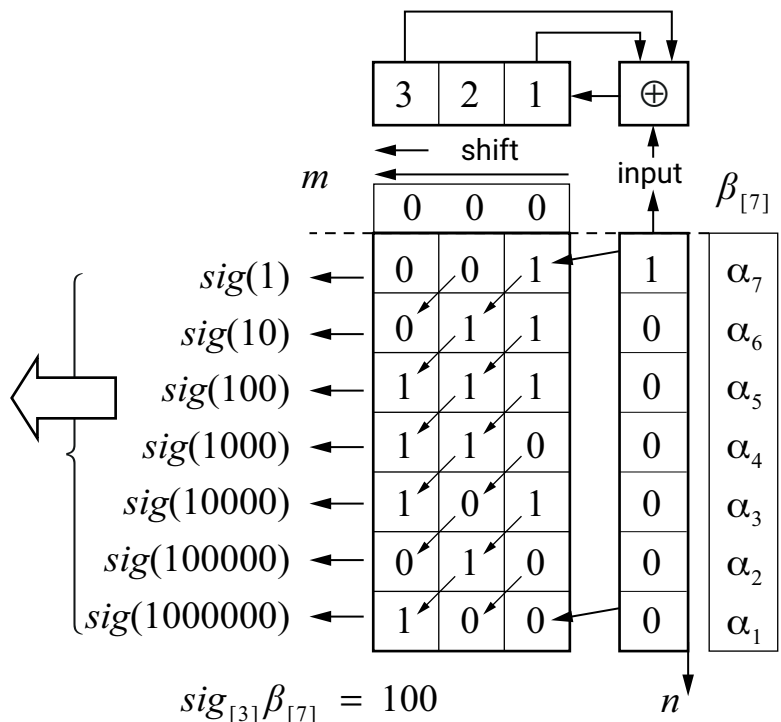 3 2 1 ⊕
shift
m input β[7]
0 0 0
sig(1) 0 0 1 1 α7
sig(10) 0 1 1 0 α6
sig(100) 1 1 1 0 α5
sig(1000) 1 1 0 0 α4
sig(10000) 1 0 1 0 α3
sig(100000) 0 1 0 0 α2
sig(1000000) 1 0 0 0 α1
sig[3]β[7] = 100 n